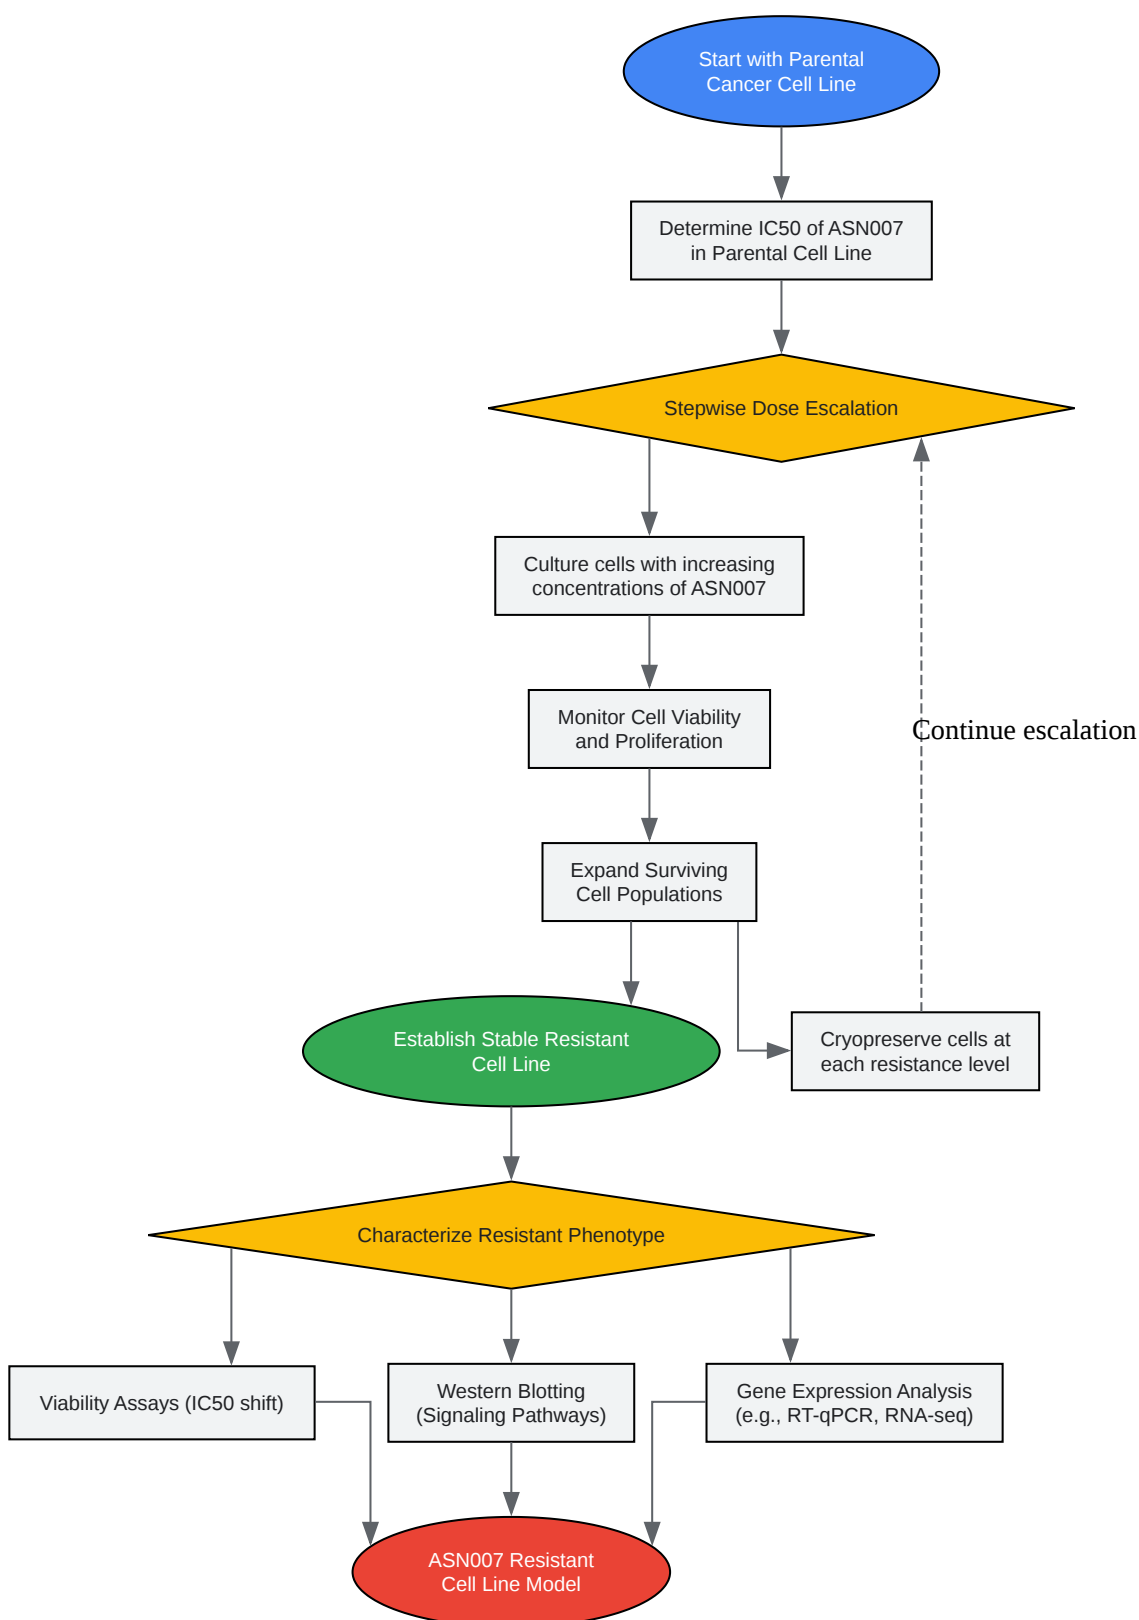 Start with Parental
Cancer Cell Line
Determine IC50 of ASN007
in Parental Cell Line
Stepwise Dose Escalation
Culture cells with increasing
concentrations of ASN007
Monitor Cell Viability
and Proliferation
Continue escalation
Expand Surviving
Cell Populations
Establish Stable Resistant
Cell Line
Cryopreserve cells at
each resistance level
Characterize Resistant Phenotype
Viability Assays (IC50 shift)
Western Blotting
(Signaling Pathways)
Gene Expression Analysis
(e.g., RT-qPCR, RNA-seq)
ASN007 Resistant
Cell Line Model